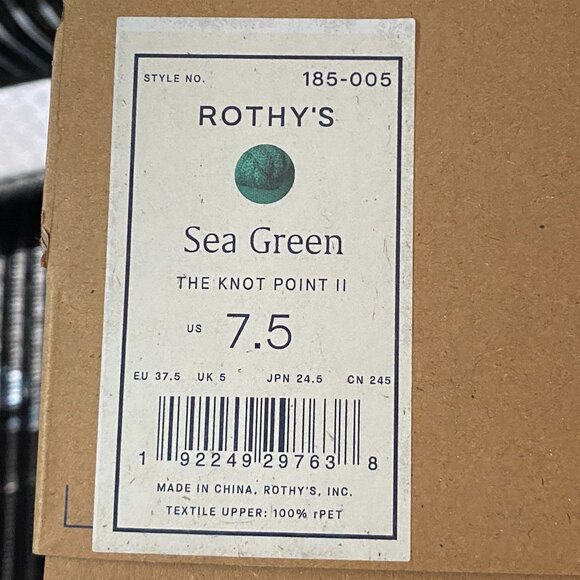 STYLE NO. 185-005
ROTHY'S
Sea Green
THE KNOT POINT II
US 7.5
EU 37.5 UK 5 JPN 24.5 CN 245
1 92249 29763 8
MADE IN CHINA, ROTHY'S, INC.
TEXTILE UPPER: 100% rPET